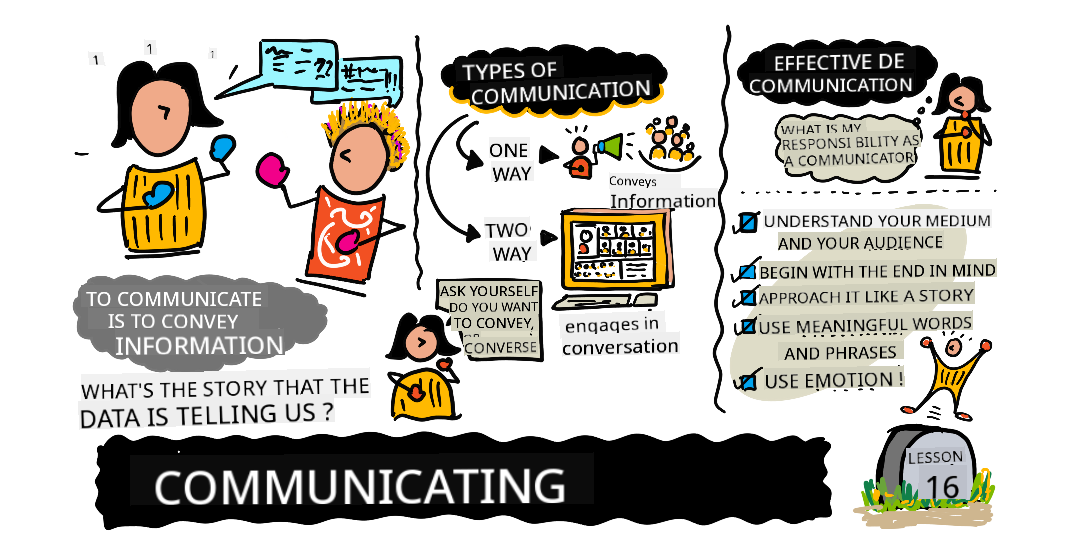 1
1
1
??
!!!
TO COMMUNICATE
IS TO CONVEY
INFORMATION
WHAT'S THE STORY THAT THE
DATA IS TELLING US ?
TYPES OF
COMMUNICATION
ONE
WAY
Conveys
Information
TWO
WAY
engages in
conversation
ASK YOURSELF
DO YOU WANT
TO CONVEY,
CONVERSE
EFFECTIVE DE
COMMUNICATION
WHAT IS MY
RESPONSI BILITY AS
A COMMUNICATOR
UNDERSTAND YOUR MEDIUM
AND YOUR AUDIENCE
BEGIN WITH THE END IN MIND
APPROACH IT LIKE A STORY
USE MEANINGFUL WORDS
AND PHRASES
USE EMOTION !
COMMUNICATING
LESSON
16